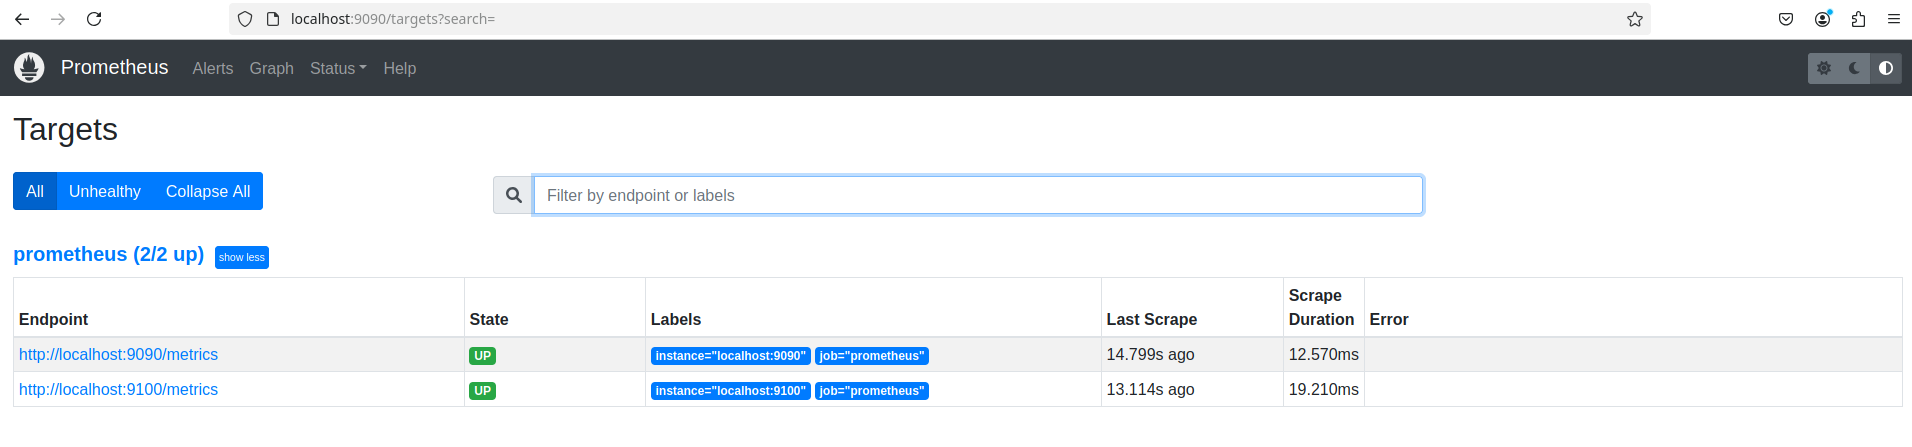 localhost:9090/targets?search=
Prometheus Alerts Graph Status Help
Targets
All Unhealthy Collapse All
Filter by endpoint or labels
prometheus (2/2 up) show less
Endpoint State Labels Last Scrape Scrape Duration Error
http://localhost:9090/metrics UP instance="localhost:9090" job="prometheus" 14.799s ago 12.570ms
http://localhost:9100/metrics UP instance="localhost:9100" job="prometheus" 13.114s ago 19.210ms